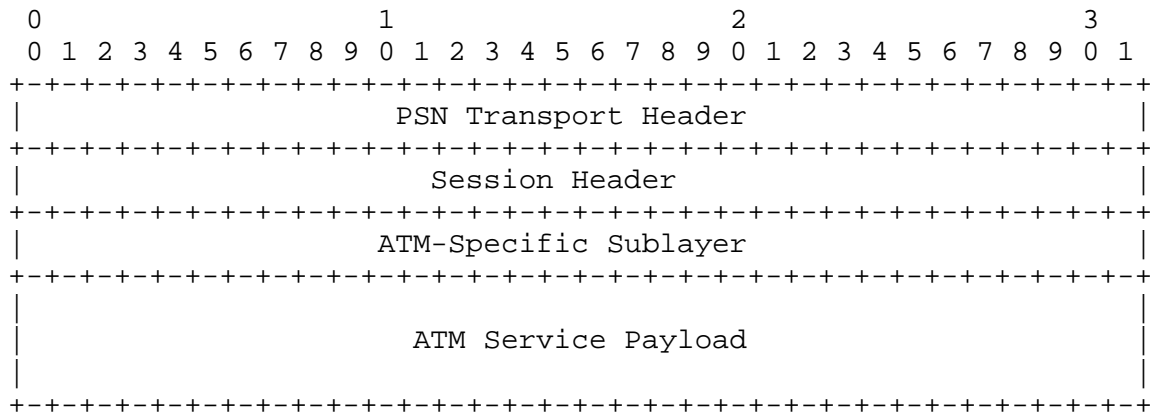 0                   1                   2                   3
0 1 2 3 4 5 6 7 8 9 0 1 2 3 4 5 6 7 8 9 0 1 2 3 4 5 6 7 8 9 0 1
+-+-+-+-+-+-+-+-+-+-+-+-+-+-+-+-+-+-+-+-+-+-+-+-+-+-+-+-+-+-+-+-+
|                     PSN Transport Header                      |
+-+-+-+-+-+-+-+-+-+-+-+-+-+-+-+-+-+-+-+-+-+-+-+-+-+-+-+-+-+-+-+-+
|                       Session Header                          |
+-+-+-+-+-+-+-+-+-+-+-+-+-+-+-+-+-+-+-+-+-+-+-+-+-+-+-+-+-+-+-+-+
|                    ATM-Specific Sublayer                      |
+-+-+-+-+-+-+-+-+-+-+-+-+-+-+-+-+-+-+-+-+-+-+-+-+-+-+-+-+-+-+-+-+
|                                                               |
|                      ATM Service Payload                      |
|                                                               |
+-+-+-+-+-+-+-+-+-+-+-+-+-+-+-+-+-+-+-+-+-+-+-+-+-+-+-+-+-+-+-+-+